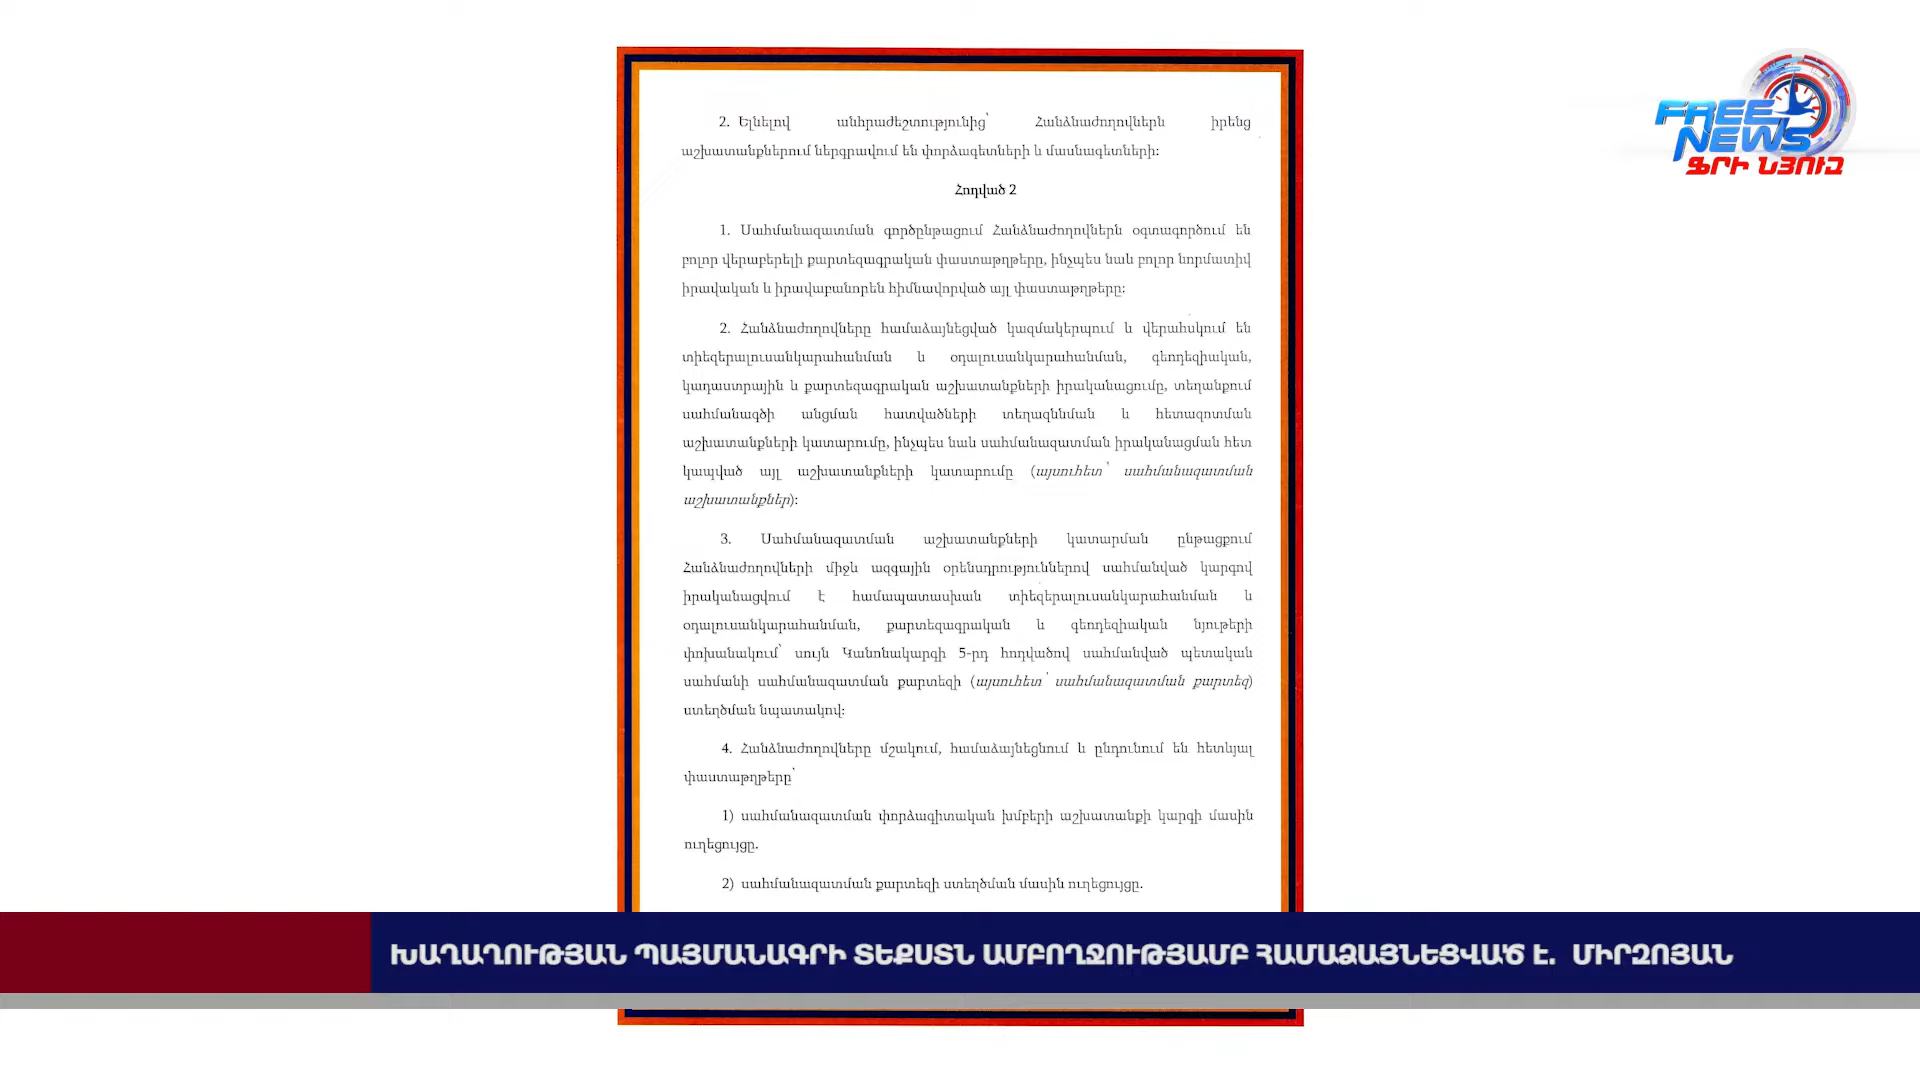 FREE
NEWS
ՖՐԻ ՆՅՈՒԶ
2. Ելնելով անհրաժեշտությունից՝ Հանձնաժողովներն իրենց
աշխատանքներում ներգրավում են փորձագետների և մասնագետների:
Հոդված 2
1. Սահմանազատման գործընթացում Հանձնաժողովներն օգտագործում են
բոլոր վերաբերելի քարտեզագրական փաստաթղթերը, ինչպես նաև բոլոր նորմատիվ
իրավական և իրավաբանորեն հիմնավորված այլ փաստաթղթերը:
2. Հանձնաժողովները համաձայնեցված կազմակերպում և վերահսկում են
տիեզերալուսանկարահանման և օդալուսանկարահանման, գեոդեզիական,
կադաստրային և քարտեզագրական աշխատանքների իրականացումը, տեղանքում
սահմանագծի անցման հատվածների տեղազննման և հետազոտման
աշխատանքների կատարումը, ինչպես նաև սահմանազատման իրականացման հետ
կապված այլ աշխատանքների կատարումը (այսուհետ՝ սահմանազատման
աշխատանքներ):
3. Սահմանազատման աշխատանքների կատարման ընթացքում
Հանձնաժողովների միջև ազգային օրենսդրություններով սահմանված կարգով
իրականացվում է համապատասխան տիեզերալուսանկարահանման և
օդալուսանկարահանման, քարտեզագրական և գեոդեզիական նյութերի
փոխանակում՝ սույն Կանոնակարգի 5-րդ հոդվածով սահմանված պետական
սահմանի սահմանազատման քարտեզի (այսուհետ՝ սահմանազատման քարտեզ)
ստեղծման նպատակով:
4. Հանձնաժողովները մշակում, համաձայնեցնում և ընդունում են հետևյալ
փաստաթղթերը՝
1) սահմանազատման փորձագիտական խմբերի աշխատանքի կարգի մասին
ուղեցույցը.
2) սահմանազատման քարտեզի ստեղծման մասին ուղեցույցը.
ԽԱՂԱՂՈՒԹՅԱՆ ՊԱՅՄԱՆԱԳՐԻ ՏԵՔՍՏՆ ԱՄԲՈՂՋՈՒԹՅԱՄԲ ՀԱՄԱՁԱՅՆԵՑՎԱԾ Է. ՄԻՐԶՈՅԱՆ